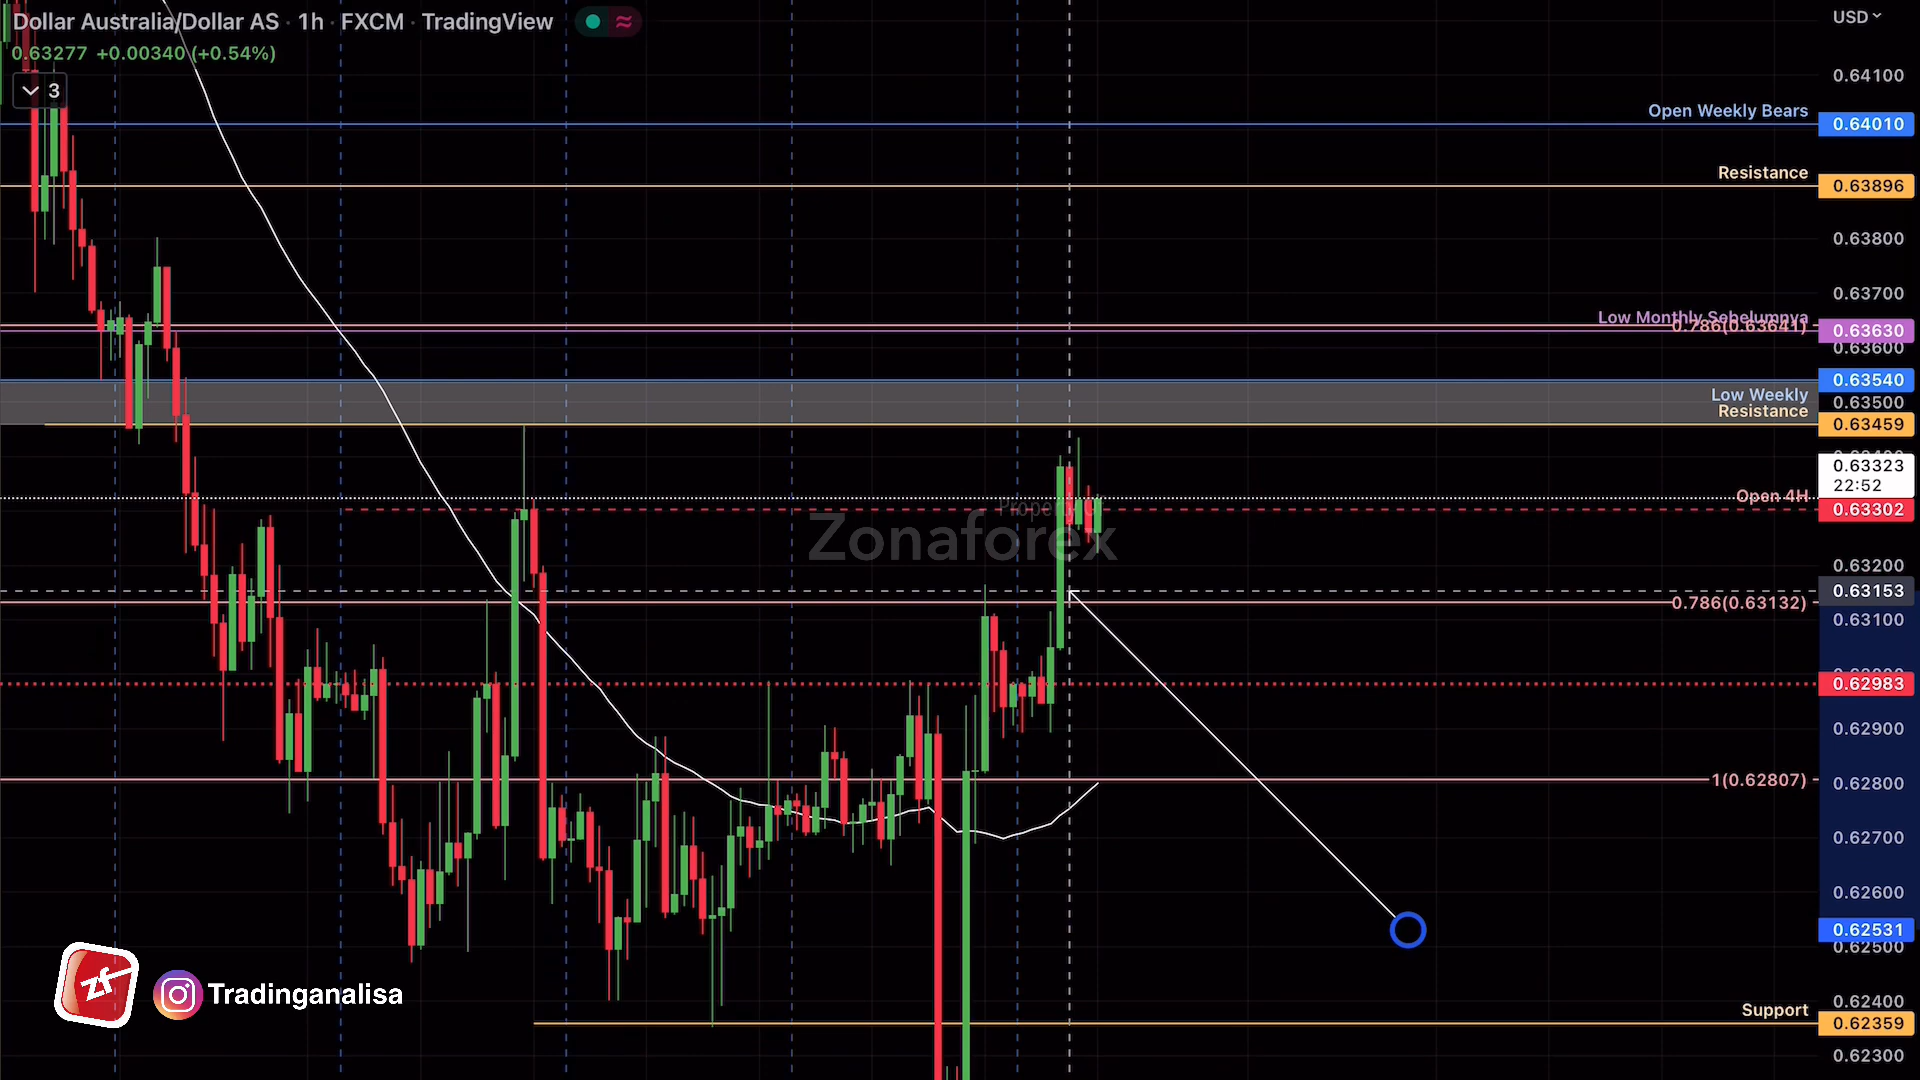 Dollar Australia/Dollar AS · 1h · FXCM · TradingView
USD
0.63277 +0.00340 (+0.54%)
3
0.64100
Open Weekly Bears
0.64010
Resistance
0.63896
0.63800
0.63700
Low Monthly Sebelumnya
0.786(0.63641)
0.63630
0.63600
0.63540
Low Weekly
0.63500
Resistance
0.63459
0.63323
22:52
Open 4H
0.63302
Zonaforex
0.63200
0.63153
0.786(0.63132)
0.63100
0.62983
0.62900
1(0.62807)
0.62800
0.62700
0.62600
0.62531
0.62500
zf
Tradinganalisa
0.62400
Support
0.62359
0.62300